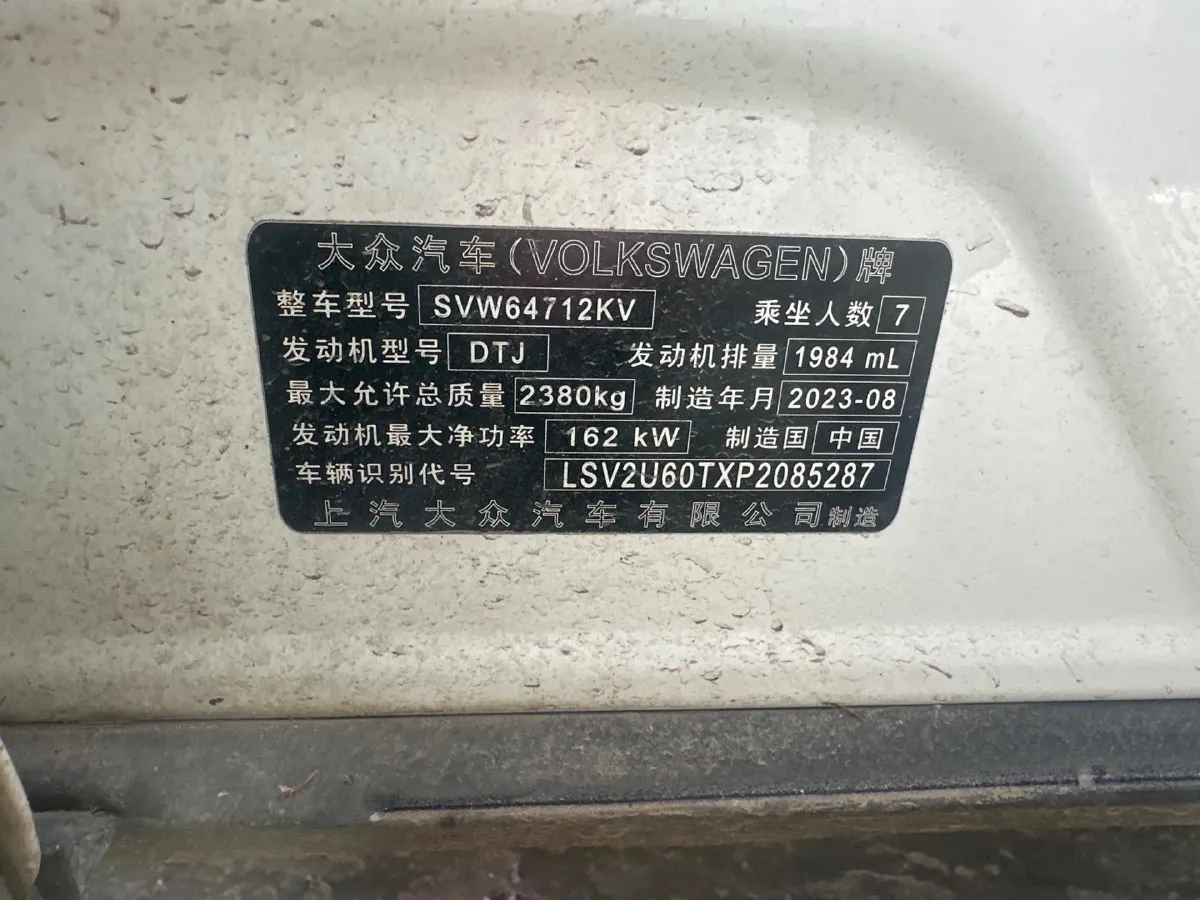 大众汽车(VOLKSWAGEN)牌
整车型号 SVW64712KV 乘坐人数 7
发动机型号 DTJ 发动机排量 1984 mL
最大允许总质量 2380kg 制造年月 2023-08
发动机最大净功率 162 kW 制造国 中国
车辆识别代号 LSV2U60TXP2085287
上汽大众汽车有限公司制造